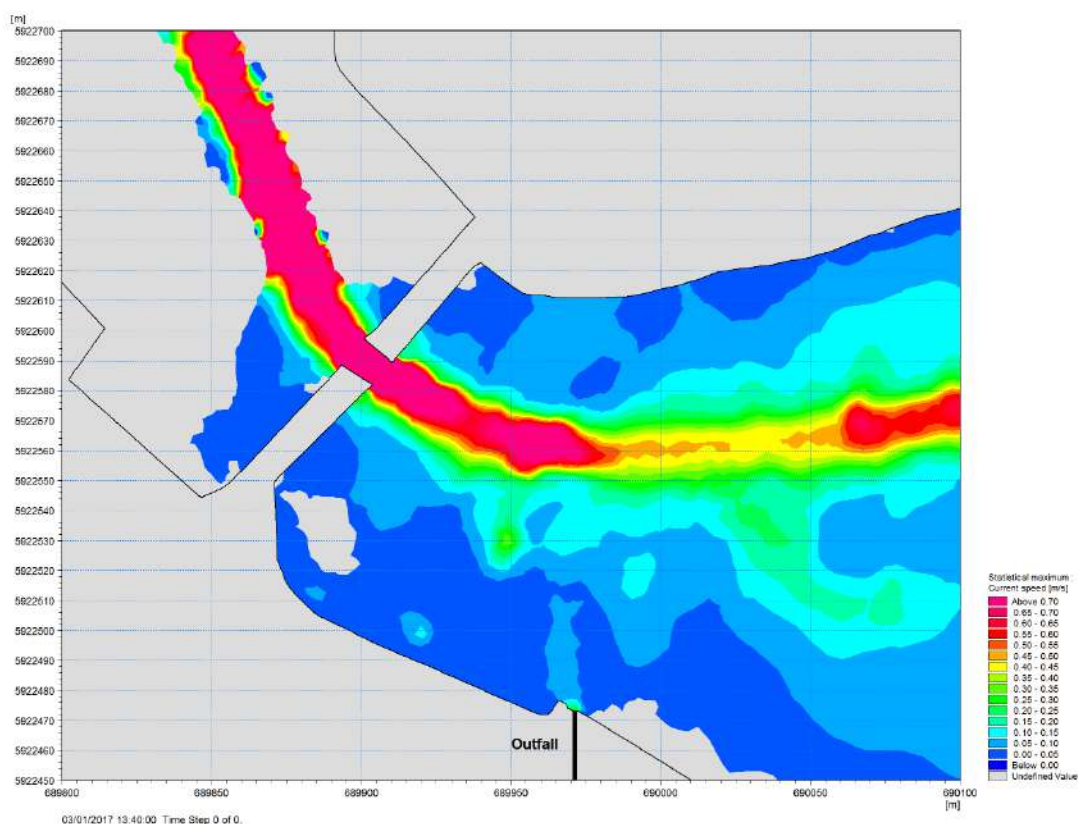 [m]
5922700
5922690
5922680
5922670
5922660
5922650
5922640
5922630
5922620
5922610
5922600
5922590
5922580
5922570
5922560
5922550
5922540
5922530
5922520
5922510
5922500
5922490
5922480
5922470
5922460
5922450
Outfall
689800 689850 689900 689950 690000 690050 690100
[m]
03/01/2017 13:40:00 Time Step 0 of 0.
Statistical maximum :
Current speed [m/s]
Above 0.70
0.65 - 0.70
0.60 - 0.65
0.55 - 0.60
0.50 - 0.55
0.45 - 0.50
0.40 - 0.45
0.35 - 0.40
0.30 - 0.35
0.25 - 0.30
0.20 - 0.25
0.15 - 0.20
0.10 - 0.15
0.05 - 0.10
0.00 - 0.05
Below 0.00
Undefined Value